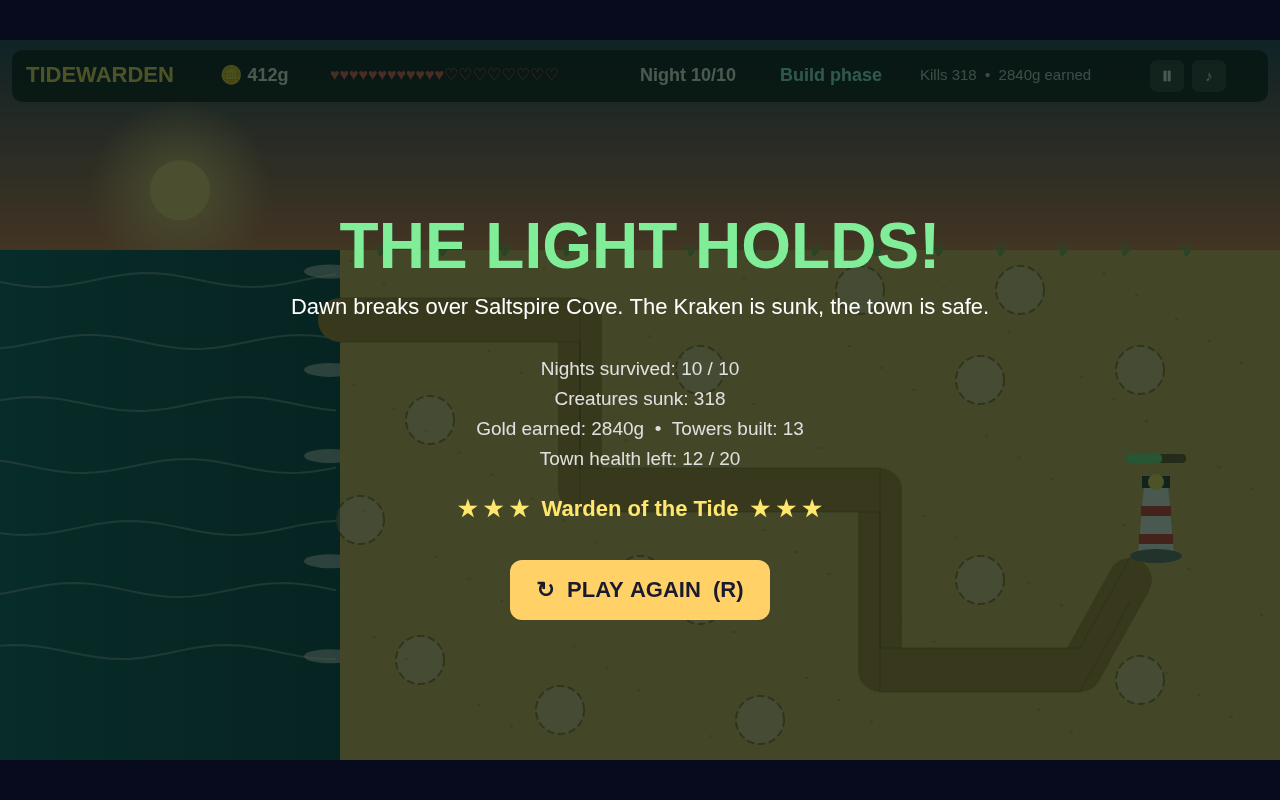 TIDEWARDEN 🪙 412g ♥♥♥♥♥♥♥♥♥♥♥♥♡♡♡♡♡♡♡♡ Night 10/10 Build phase Kills 318 • 2840g earned ⏸ ♪
THE LIGHT HOLDS!
Dawn breaks over Saltspire Cove. The Kraken is sunk, the town is safe.
Nights survived: 10 / 10
Creatures sunk: 318
Gold earned: 2840g • Towers built: 13
Town health left: 12 / 20
★★★ Warden of the Tide ★★★
↻ PLAY AGAIN (R)